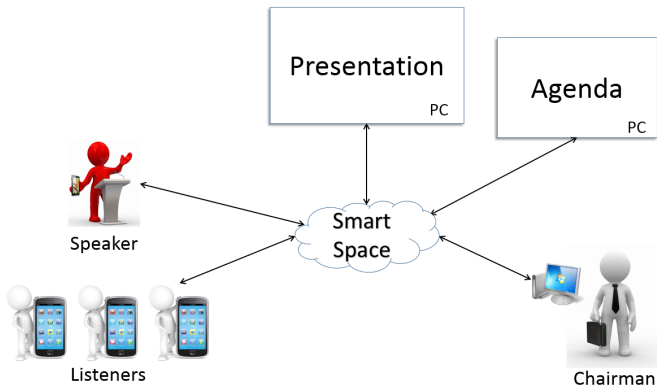 Presentation
PC
Agenda
PC
Speaker
Smart
Space
Listeners
Chairman